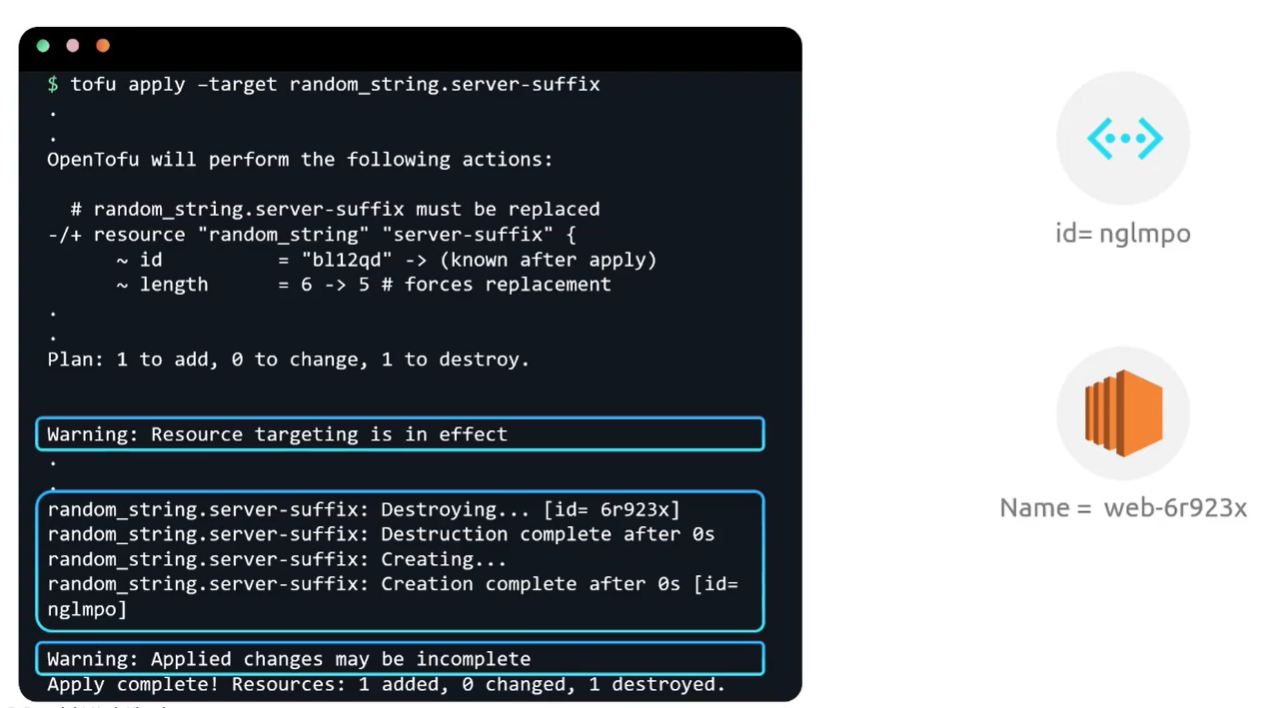 $ tofu apply –target random_string.server-suffix
.
.
OpenTofu will perform the following actions:
# random_string.server-suffix must be replaced
-/+ resource "random_string" "server-suffix" {
~ id = "bl12qd" -> (known after apply)
~ length = 6 -> 5 # forces replacement
.
.
Plan: 1 to add, 0 to change, 1 to destroy.
Warning: Resource targeting is in effect
.
.
random_string.server-suffix: Destroying... [id= 6r923x]
random_string.server-suffix: Destruction complete after 0s
random_string.server-suffix: Creating...
random_string.server-suffix: Creation complete after 0s [id=
nglmpo]
Warning: Applied changes may be incomplete
Apply complete! Resources: 1 added, 0 changed, 1 destroyed.
id= nglmpo
Name = web-6r923x